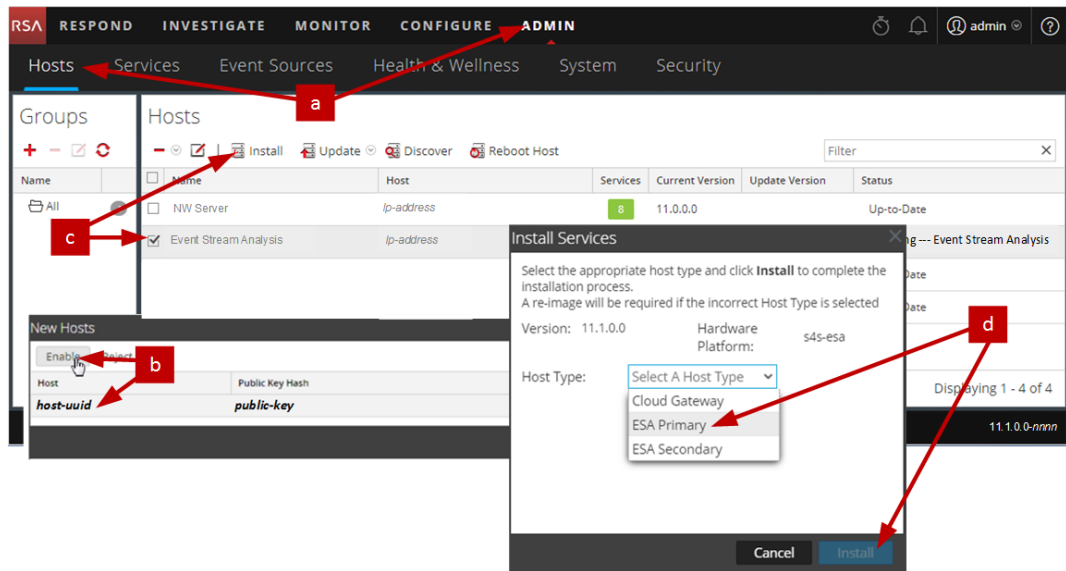 RSA RESPOND INVESTIGATE MONITOR CONFIGURE ADMIN admin ?
Hosts Services Event Sources Health & Wellness System Security
a
Groups
Hosts
Install Update Discover Reboot Host Filter X
Name
Name Host Services Current Version Update Version Status
All
NW Server Ip-address 8 11.0.0.0 Up-to-Date
c
Event Stream Analysis Ip-address --- Event Stream Analysis
Install Services
Select the appropriate host type and click Install to complete the
installation process.
A re-image will be required if the incorrect Host Type is selected
Version: 11.1.0.0 Hardware
Platform: s4s-esa
Host Type: Select A Host Type
Cloud Gateway
ESA Primary
ESA Secondary
Cancel Install
d
Displaying 1 - 4 of 4
11.1.0.0-nnnn
New Hosts
Enable Reject
b
Host Public Key Hash
host-uuid public-key